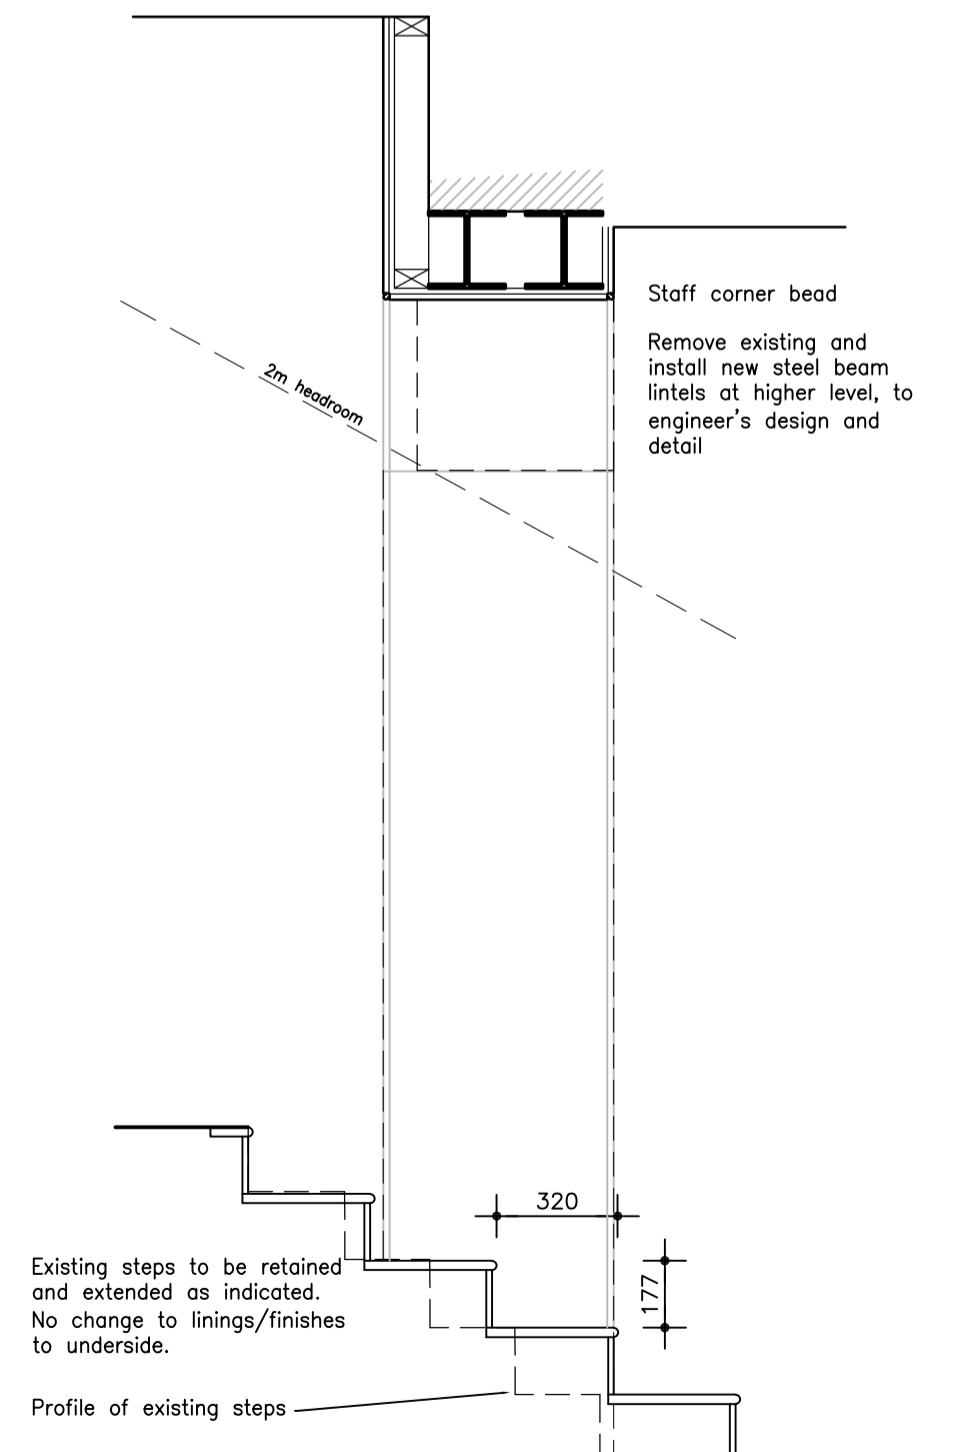 Staff corner bead
Remove existing and
install new steel beam
lintels at higher level, to
engineer's design and
detail
2m headroom
320
177
Existing steps to be retained
and extended as indicated.
No change to linings/finishes
to underside.
Profile of existing steps